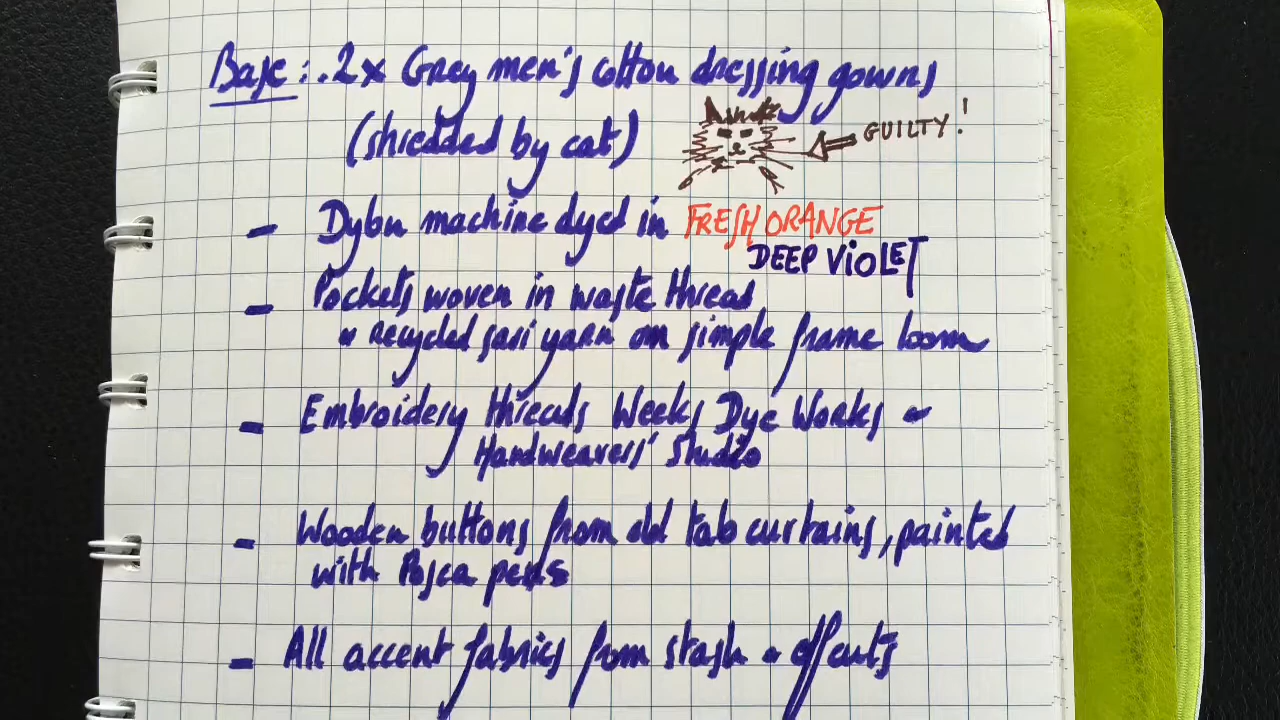 Base: . 2x Grey men's cotton dressing gowns
(shredded by cat)
GUILTY!
- Dylon machine dyed in FRESH ORANGE
DEEP VIOLET
- Pockets woven in waste thread
& recycled sari yarn on simple frame loom
- Embroidery threads Weeks Dye Works &
Handweavers' Studio
- Wooden buttons from old tab curtains, painted
with Posca pens
- All accent fabrics from stash & offcuts